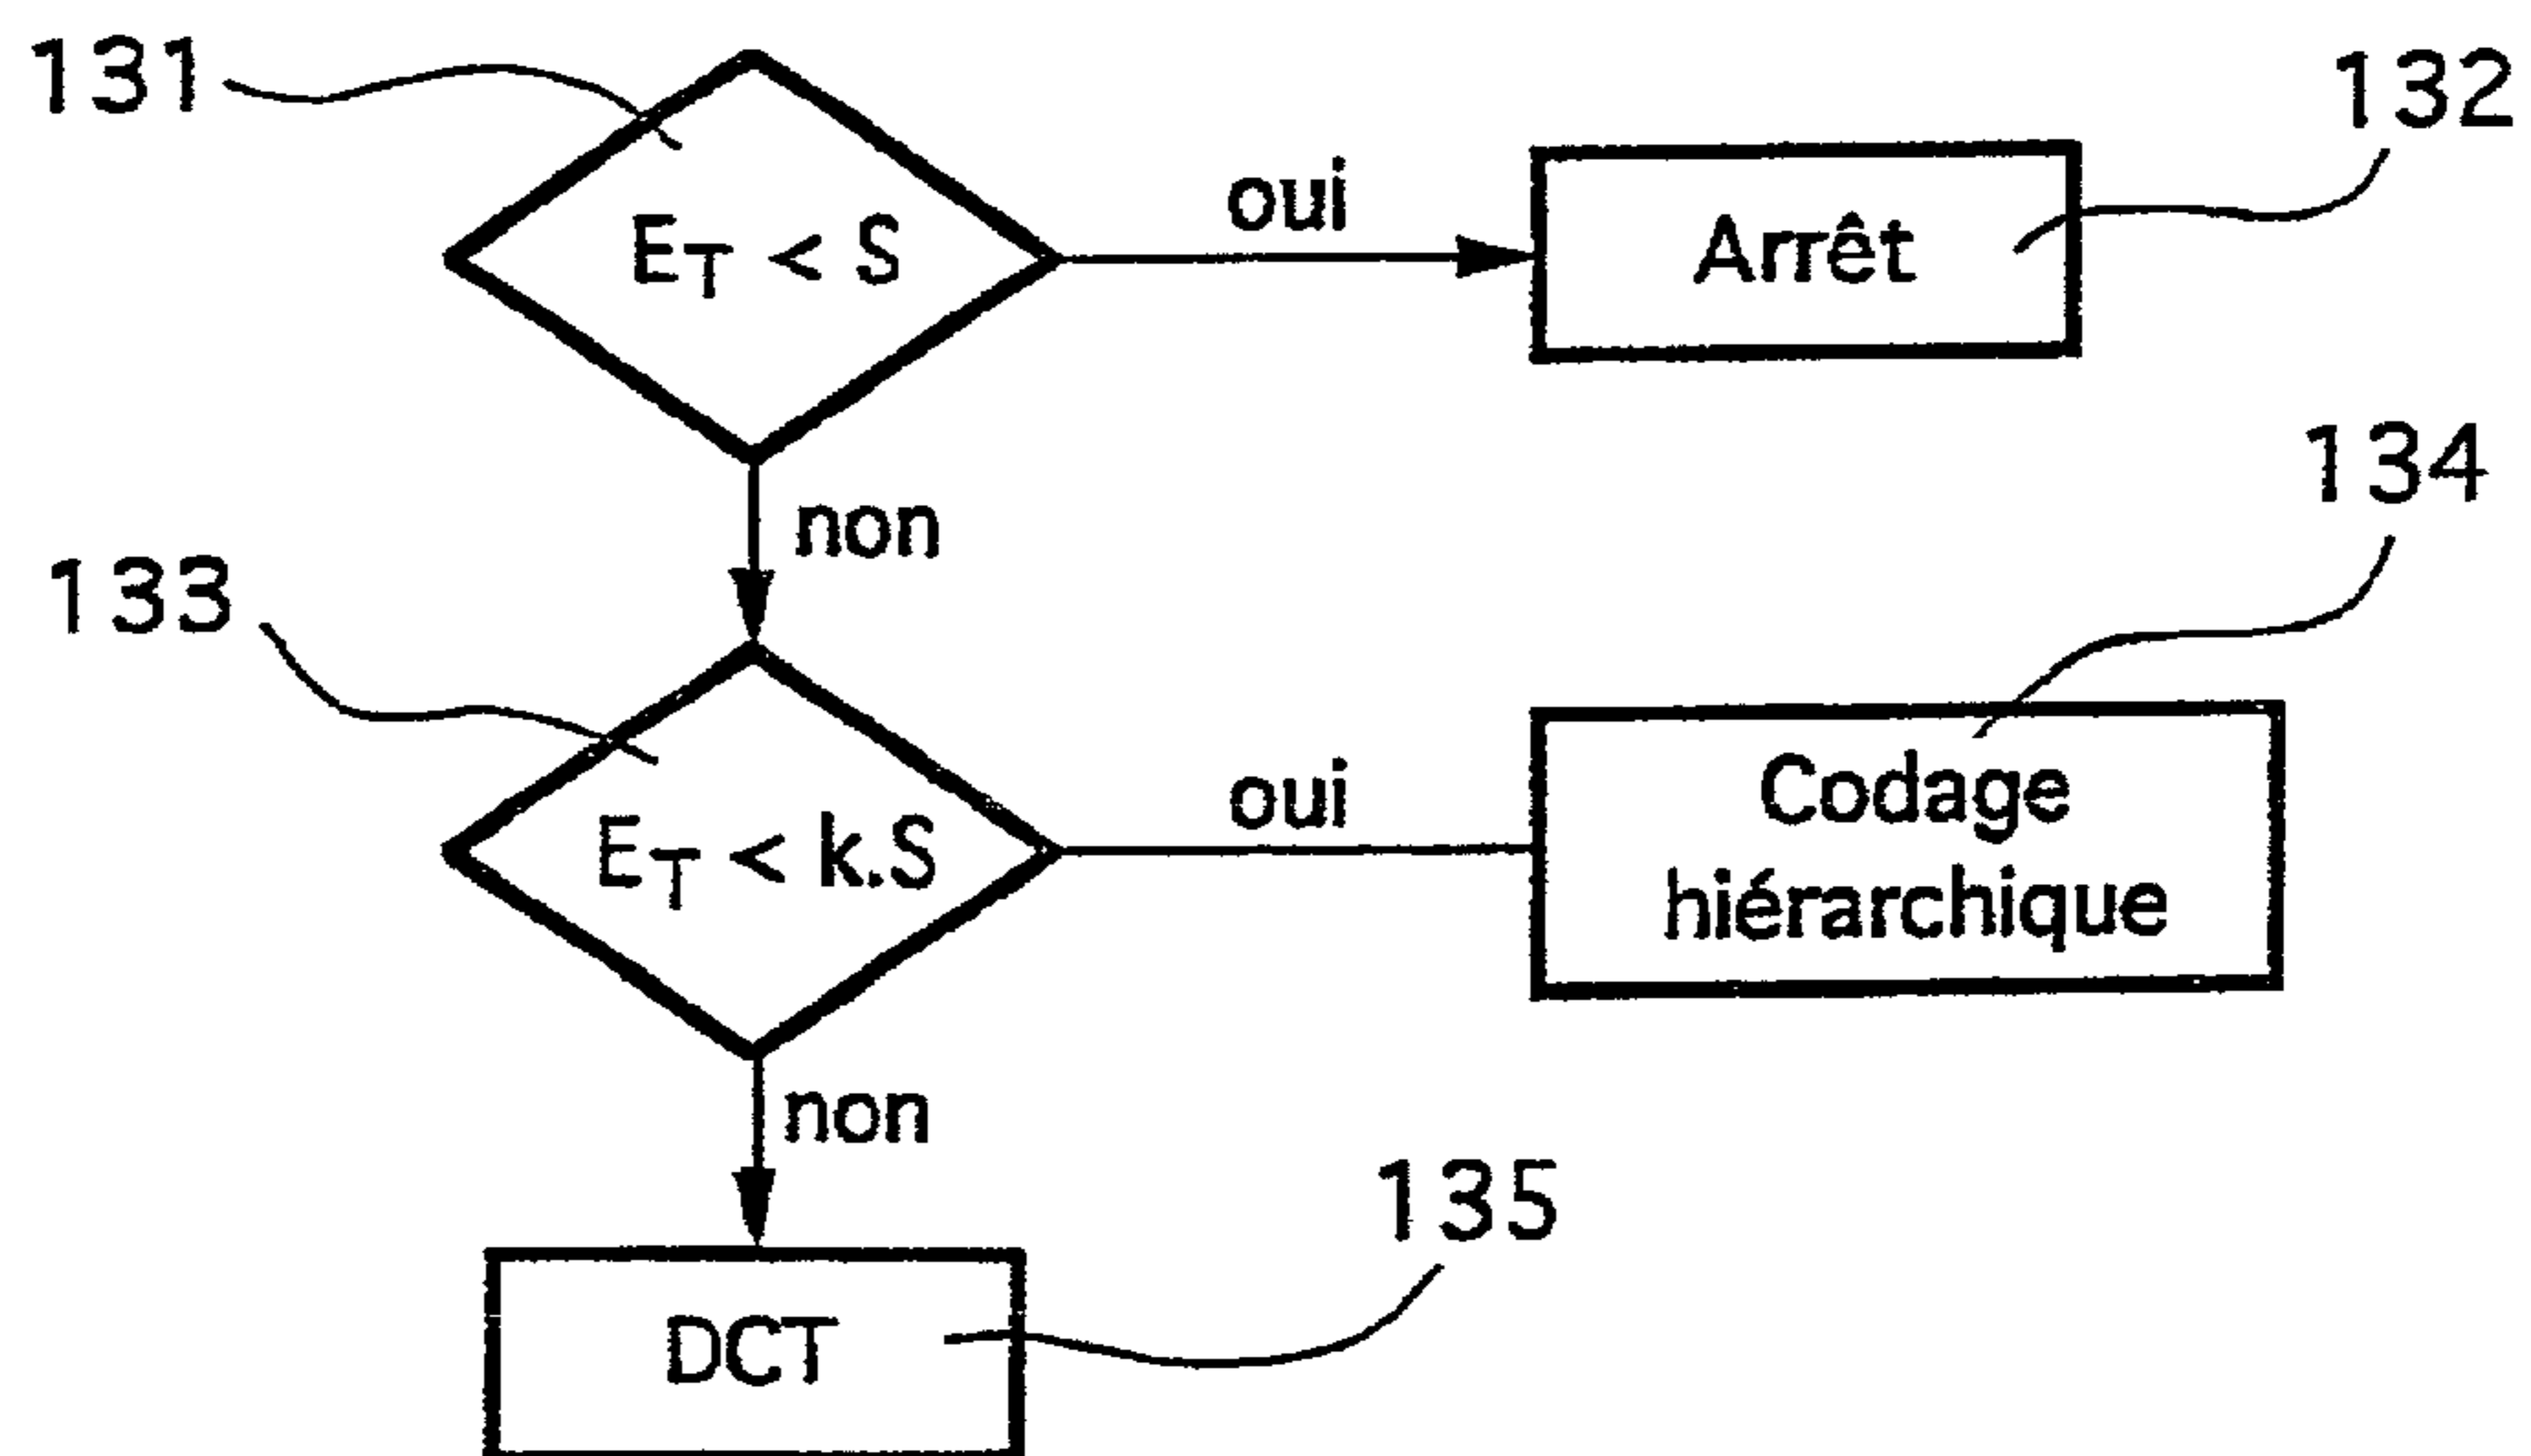 131
E_T < S
oui
Arrêt
132
non
133
E_T < k.S
oui
Codage
hiérarchique
134
non
DCT
135